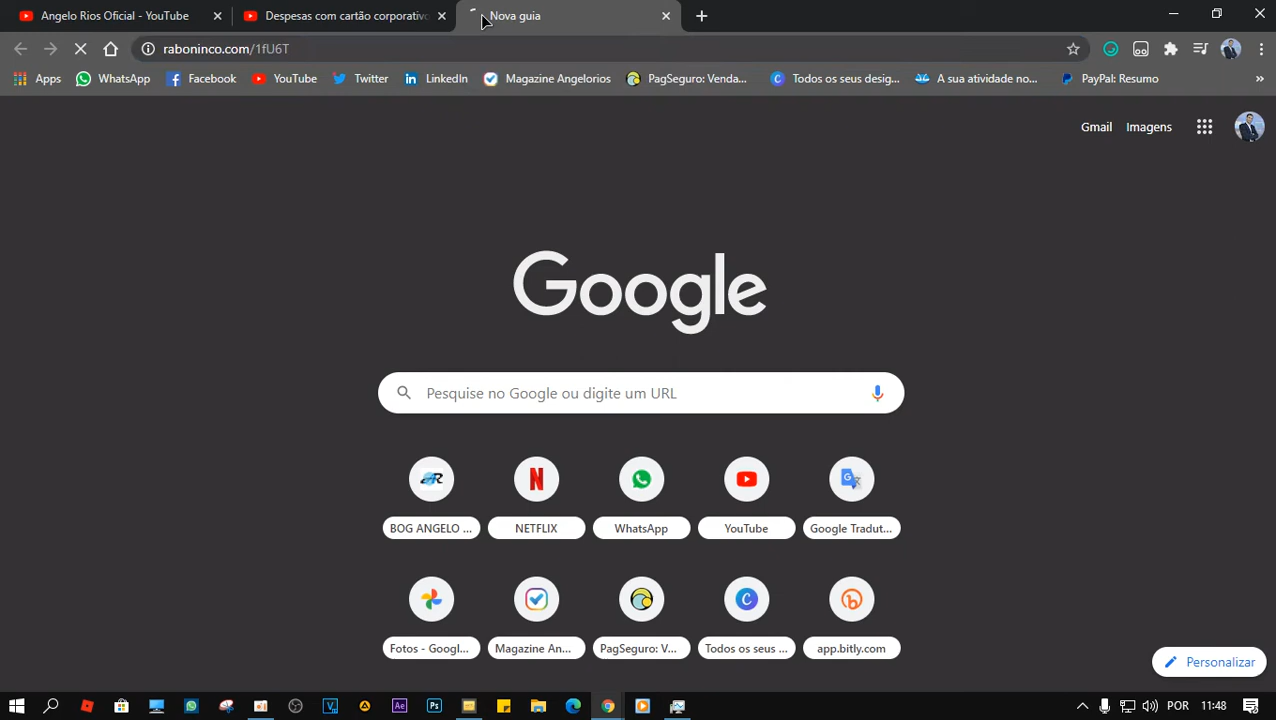 Angelo Rios Oficial - YouTube
Despesas com cartão corporativo
Nova guia
raboninco.com/1fU6T
Apps
WhatsApp
Facebook
YouTube
Twitter
LinkedIn
Magazine Angelorios
PagSeguro: Venda...
Todos os seus desig...
A sua atividade no...
PayPal: Resumo
»
Gmail
Imagens
Google
Pesquise no Google ou digite um URL
BOG ANGELO ...
NETFLIX
WhatsApp
YouTube
Google Tradut...
Fotos - Googl...
Magazine An...
PagSeguro: V...
Todos os seus ...
app.bitly.com
Personalizar
POR
11:48